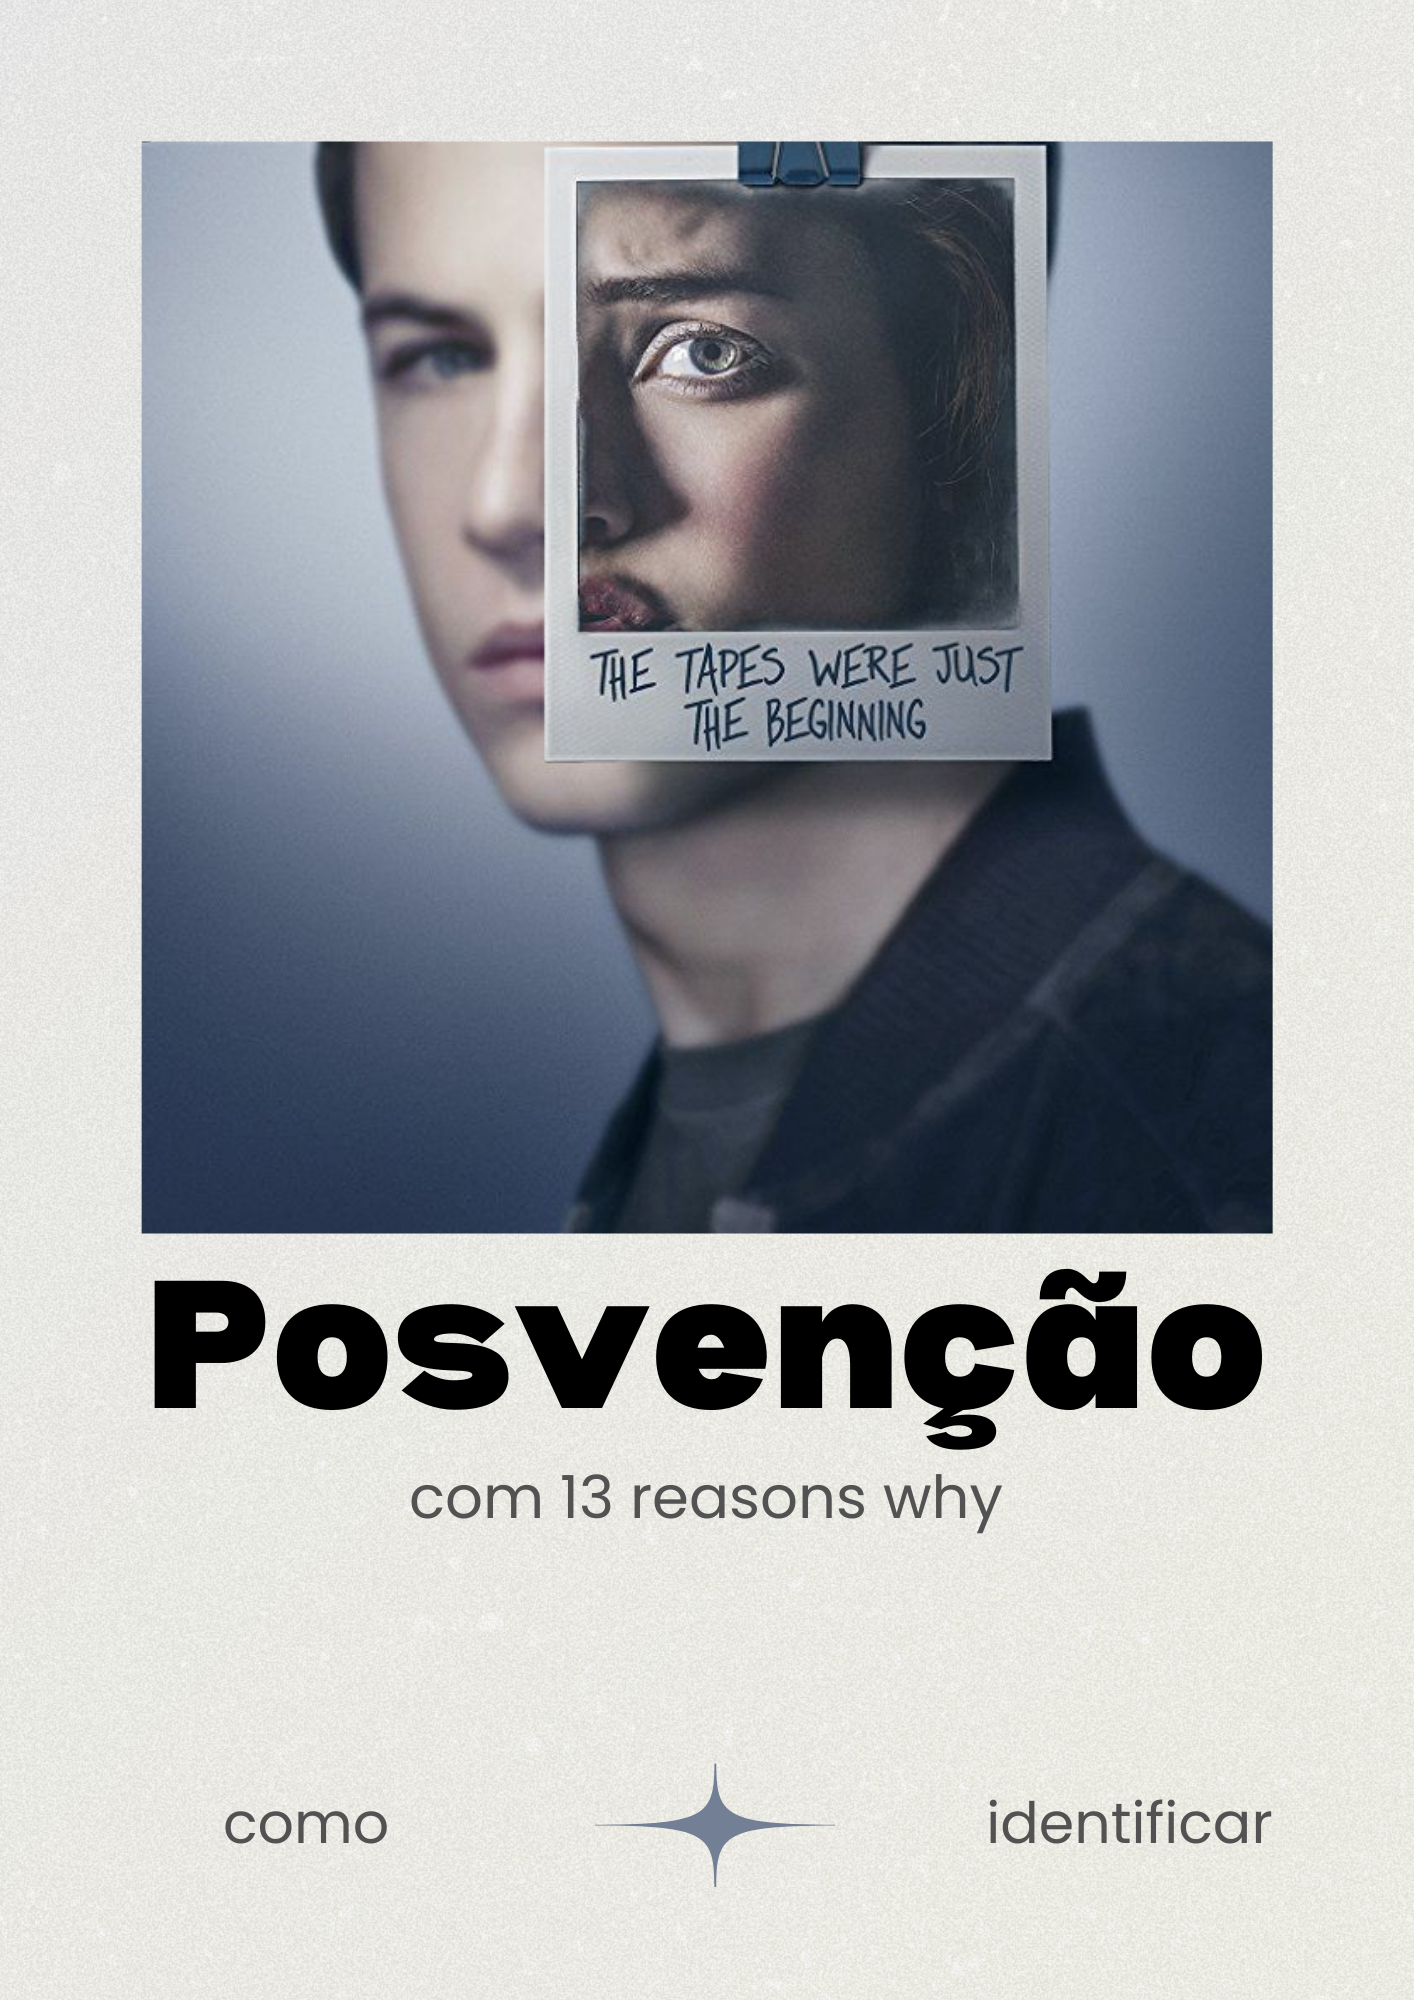 THE TAPES WERE JUST
THE BEGINNING
Posvenção
com 13 reasons why
como
identificar